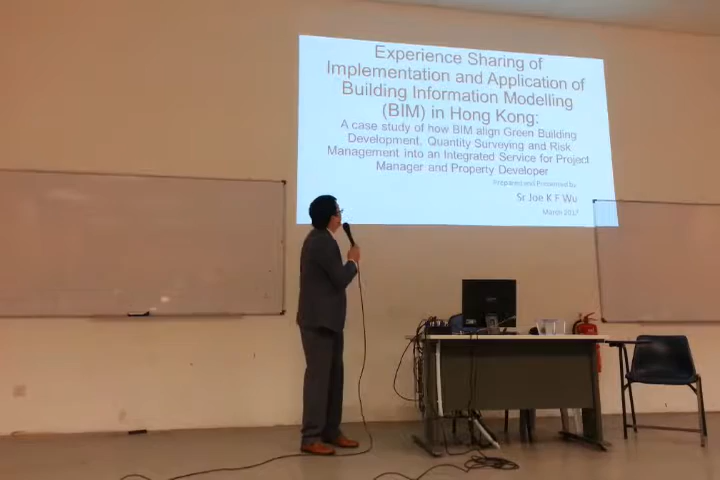 Experience Sharing of
Implementation and Application of
Building Information Modelling
(BIM) in Hong Kong:
A case study of how BIM align Green Building
Development, Quantity Surveying and Risk
Management into an Integrated Service for Project
Manager and Property Developer
Prepared and Presented by
Sr Joe K F Wu
March 2017